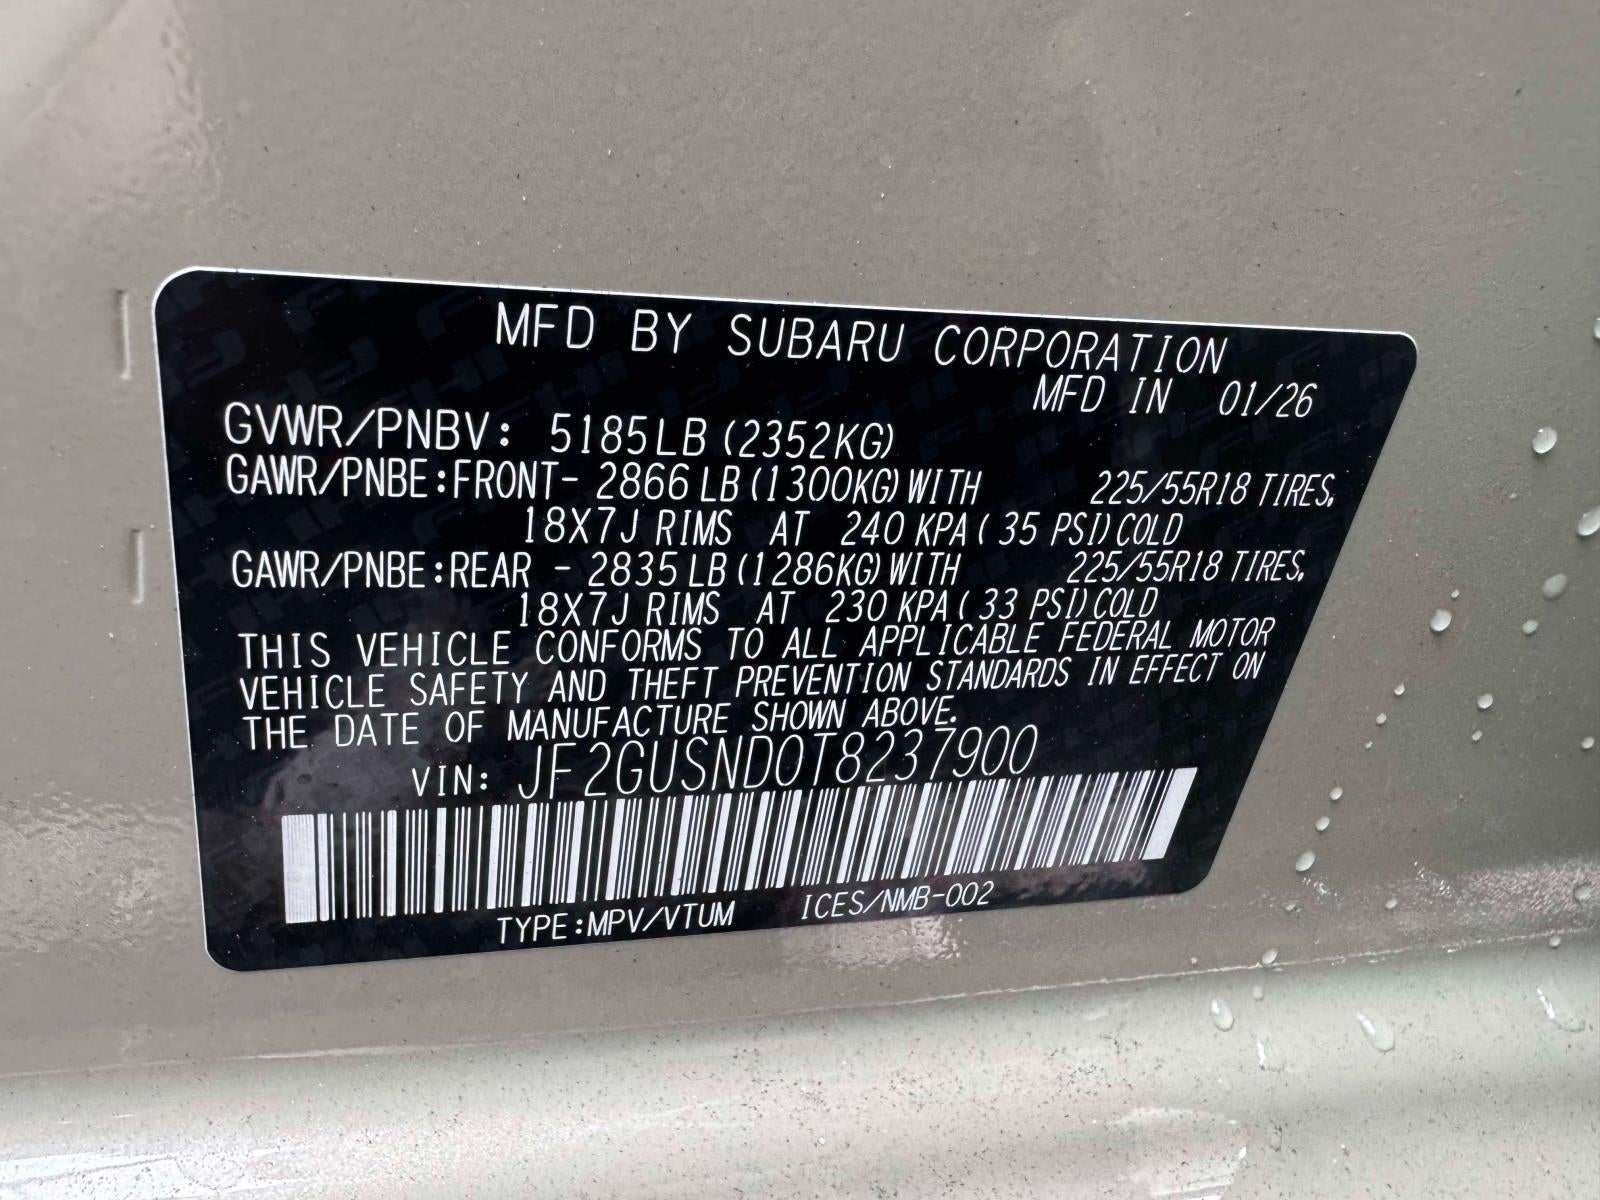 MFD BY SUBARU CORPORATION
MFD IN 01/26
GVWR/PNBV: 5185LB (2352KG)
GAWR/PNBE:FRONT- 2866 LB (1300KG) WITH 225/55R18 TIRES,
18X7J RIMS AT 240 KPA ( 35 PSI) COLD
GAWR/PNBE:REAR - 2835 LB (1286KG) WITH 225/55R18 TIRES,
18X7J RIMS AT 230 KPA ( 33 PSI) COLD
THIS VEHICLE CONFORMS TO ALL APPLICABLE FEDERAL MOTOR
VEHICLE SAFETY AND THEFT PREVENTION STANDARDS IN EFFECT ON
THE DATE OF MANUFACTURE SHOWN ABOVE.
VIN: JF2GUSND0T8237900
TYPE:MPV/VTUM ICES/NMB-002